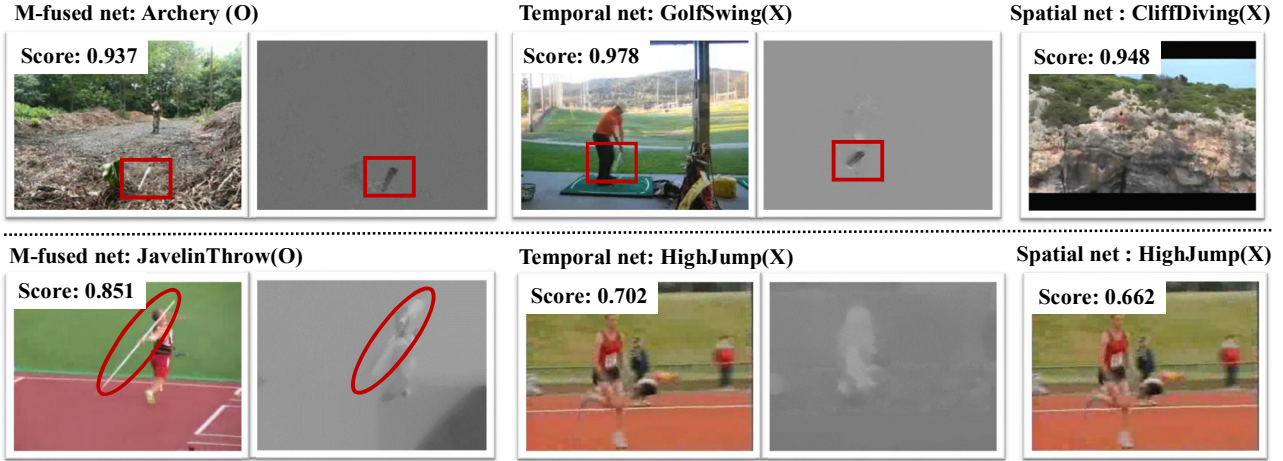 M-fused net: Archery (O)
Temporal net: GolfSwing(X)
Spatial net : CliffDiving(X)
Score: 0.937
Score: 0.978
Score: 0.948
M-fused net: JavelinThrow(O)
Temporal net: HighJump(X)
Spatial net : HighJump(X)
Score: 0.851
Score: 0.702
Score: 0.662